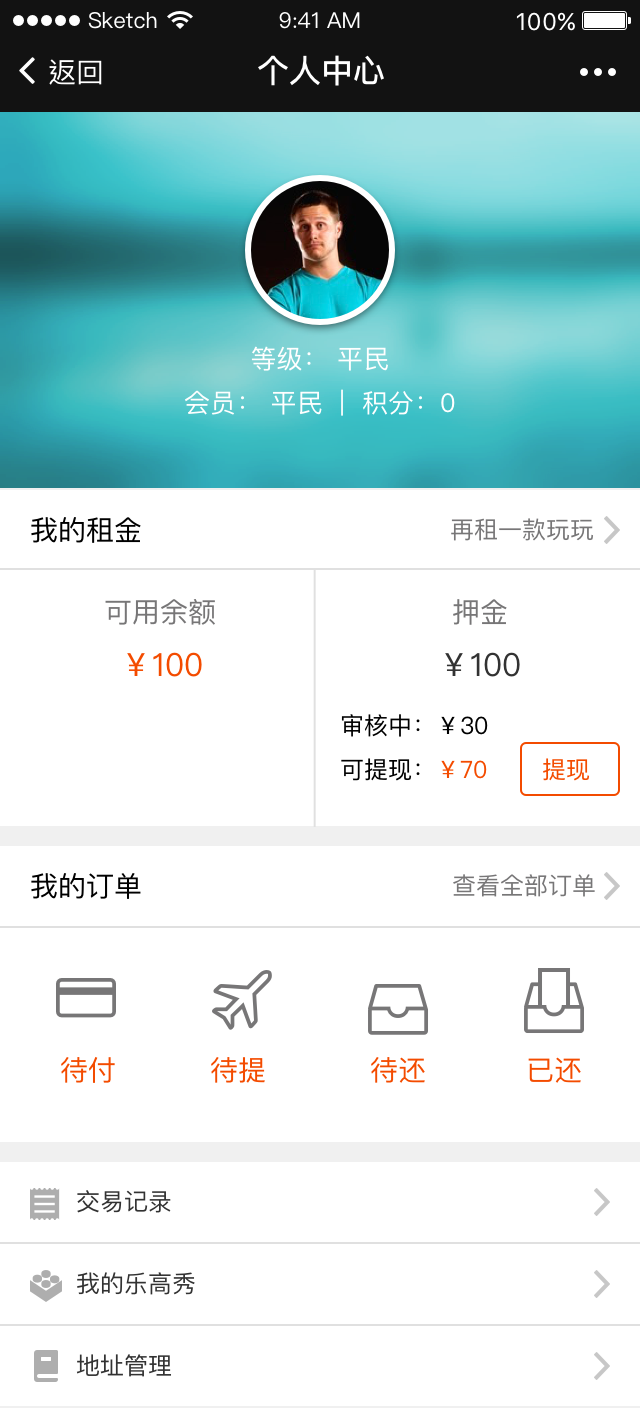 Sketch 9:41 AM 100%
返回 个人中心
等级： 平民
会员： 平民 | 积分：0
我的租金 再租一款玩玩
可用余额 押金
¥ 100 ¥ 100
审核中： ¥ 30
可提现： ¥ 70 提现
我的订单 查看全部订单
待付 待提 待还 已还
交易记录
我的乐高秀
地址管理